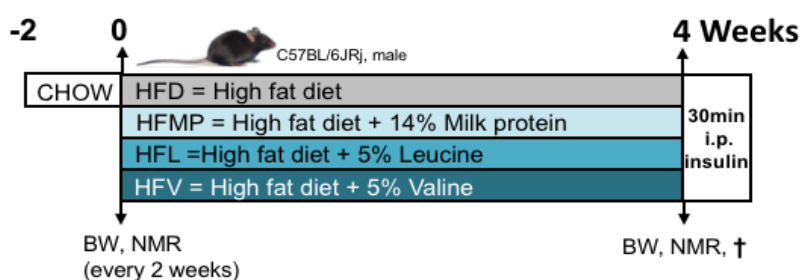 -2 0 4 Weeks
C57BL/6JRj, male
CHOW
HFD = High fat diet
HFMP = High fat diet + 14% Milk protein
HFL =High fat diet + 5% Leucine
HFV = High fat diet + 5% Valine
30min
i.p.
insulin
BW, NMR
(every 2 weeks)
BW, NMR, †